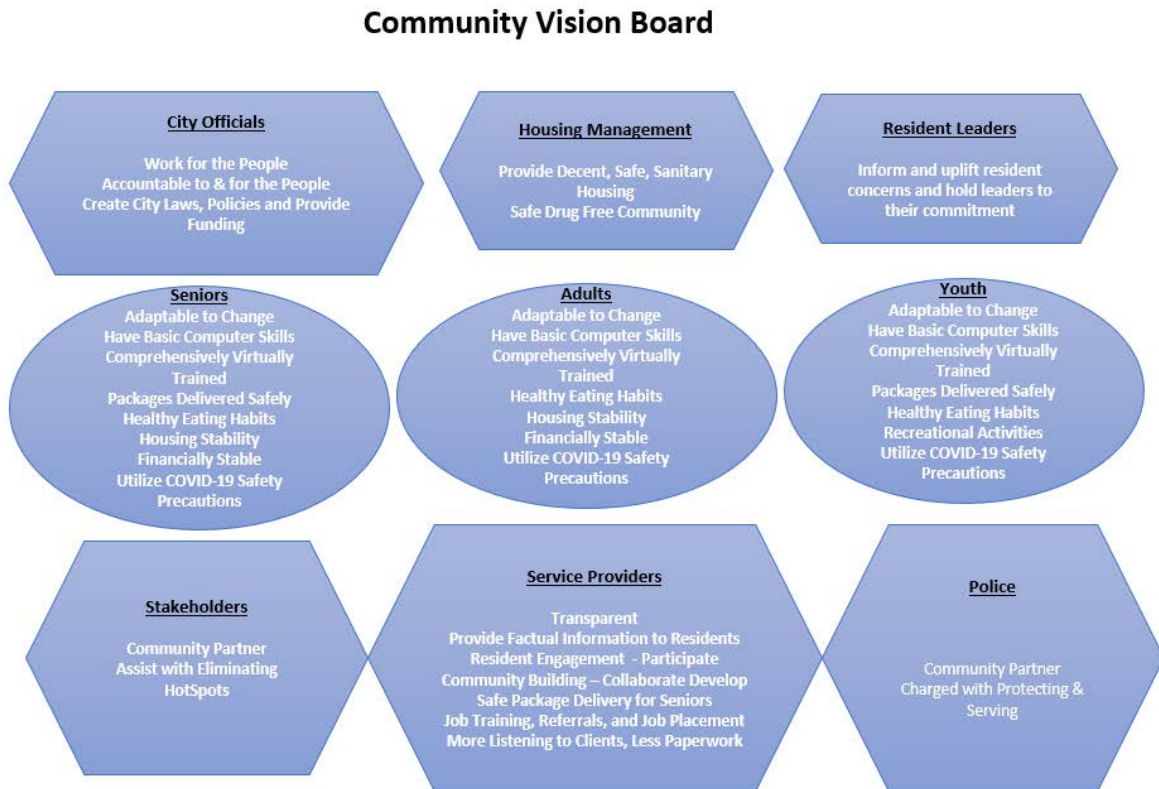 Community Vision Board
City Officials
Work for the People
Accountable to & for the People
Create City Laws, Policies and Provide
Funding
Housing Management
Provide Decent, Safe, Sanitary
Housing
Safe Drug Free Community
Resident Leaders
Inform and uplift resident
concerns and hold leaders to
their commitment
Seniors
Adaptable to Change
Have Basic Computer Skills
Comprehensively Virtually
Trained
Packages Delivered Safely
Healthy Eating Habits
Housing Stability
Financially Stable
Utilize COVID-19 Safety
Precautions
Adults
Adaptable to Change
Have Basic Computer Skills
Comprehensively Virtually
Trained
Healthy Eating Habits
Housing Stability
Financially Stable
Utilize COVID-19 Safety
Precautions
Youth
Adaptable to Change
Have Basic Computer Skills
Comprehensively Virtually
Trained
Packages Delivered Safely
Healthy Eating Habits
Recreational Activities
Utilize COVID-19 Safety
Precautions
Stakeholders
Community Partner
Assist with Eliminating
HotSpots
Service Providers
Transparent
Provide Factual Information to Residents
Resident Engagement - Participate
Community Building – Collaborate Develop
Safe Package Delivery for Seniors
Job Training, Referrals, and Job Placement
More Listening to Clients, Less Paperwork
Police
Community Partner
Charged with Protecting &
Serving